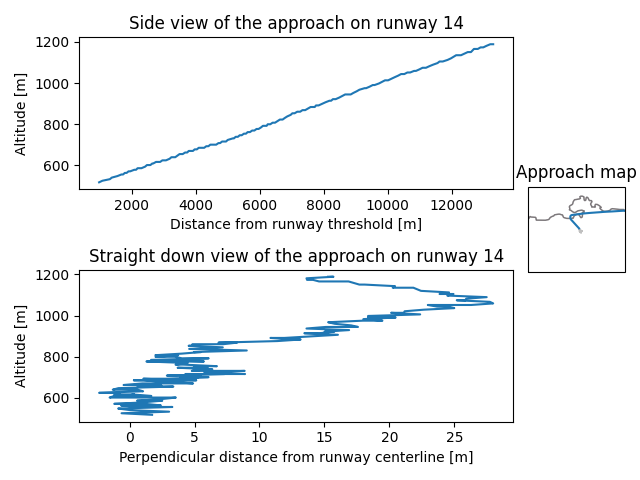 Side view of the approach on runway 14
1200
1000
800
600
Altitude [m]
2000 4000 6000 8000 10000 12000
Distance from runway threshold [m]
Approach map
Straight down view of the approach on runway 14
1200
1000
800
600
Altitude [m]
0 5 10 15 20 25
Perpendicular distance from runway centerline [m]